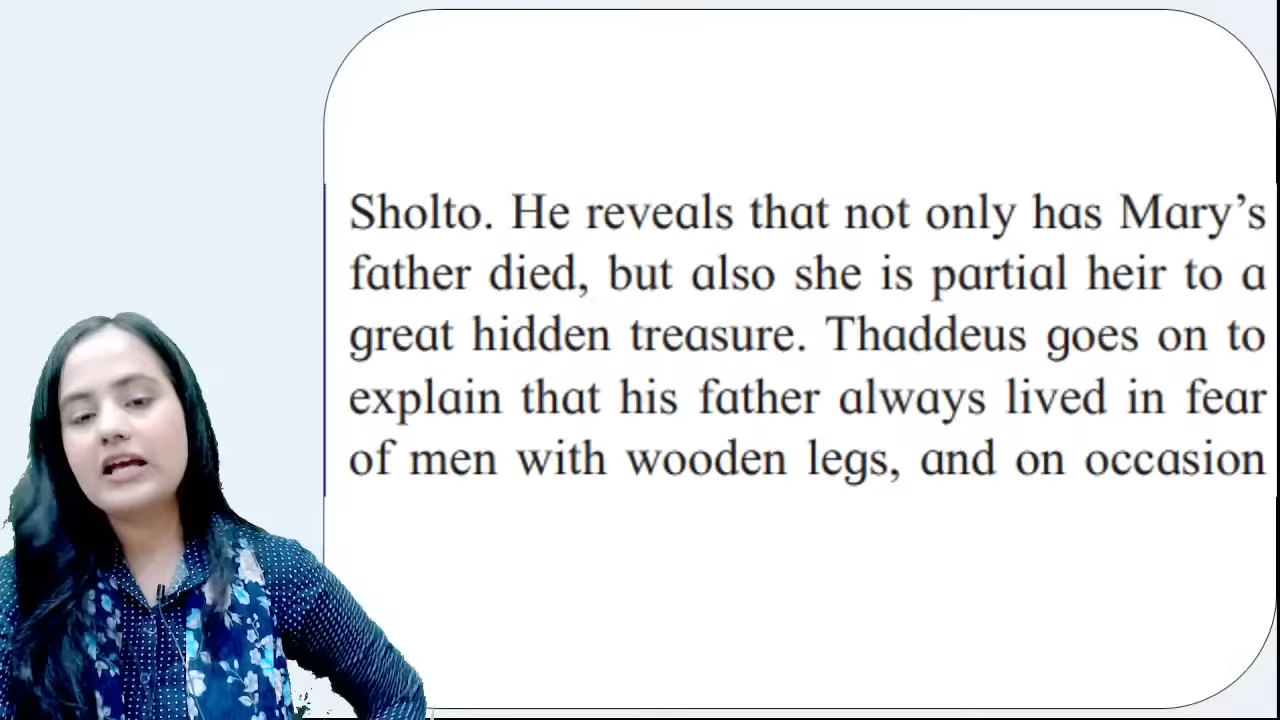 Sholto. He reveals that not only has Mary’s
father died, but also she is partial heir to a
great hidden treasure. Thaddeus goes on to
explain that his father always lived in fear
of men with wooden legs, and on occasion